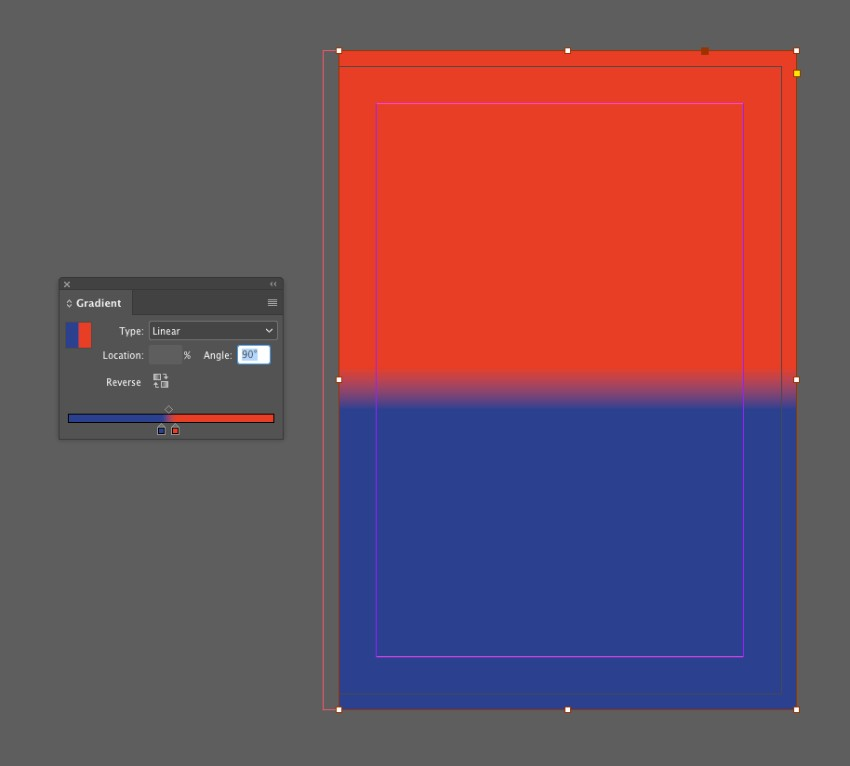 Gradient
Type: Linear
Location: % Angle: 90°
Reverse